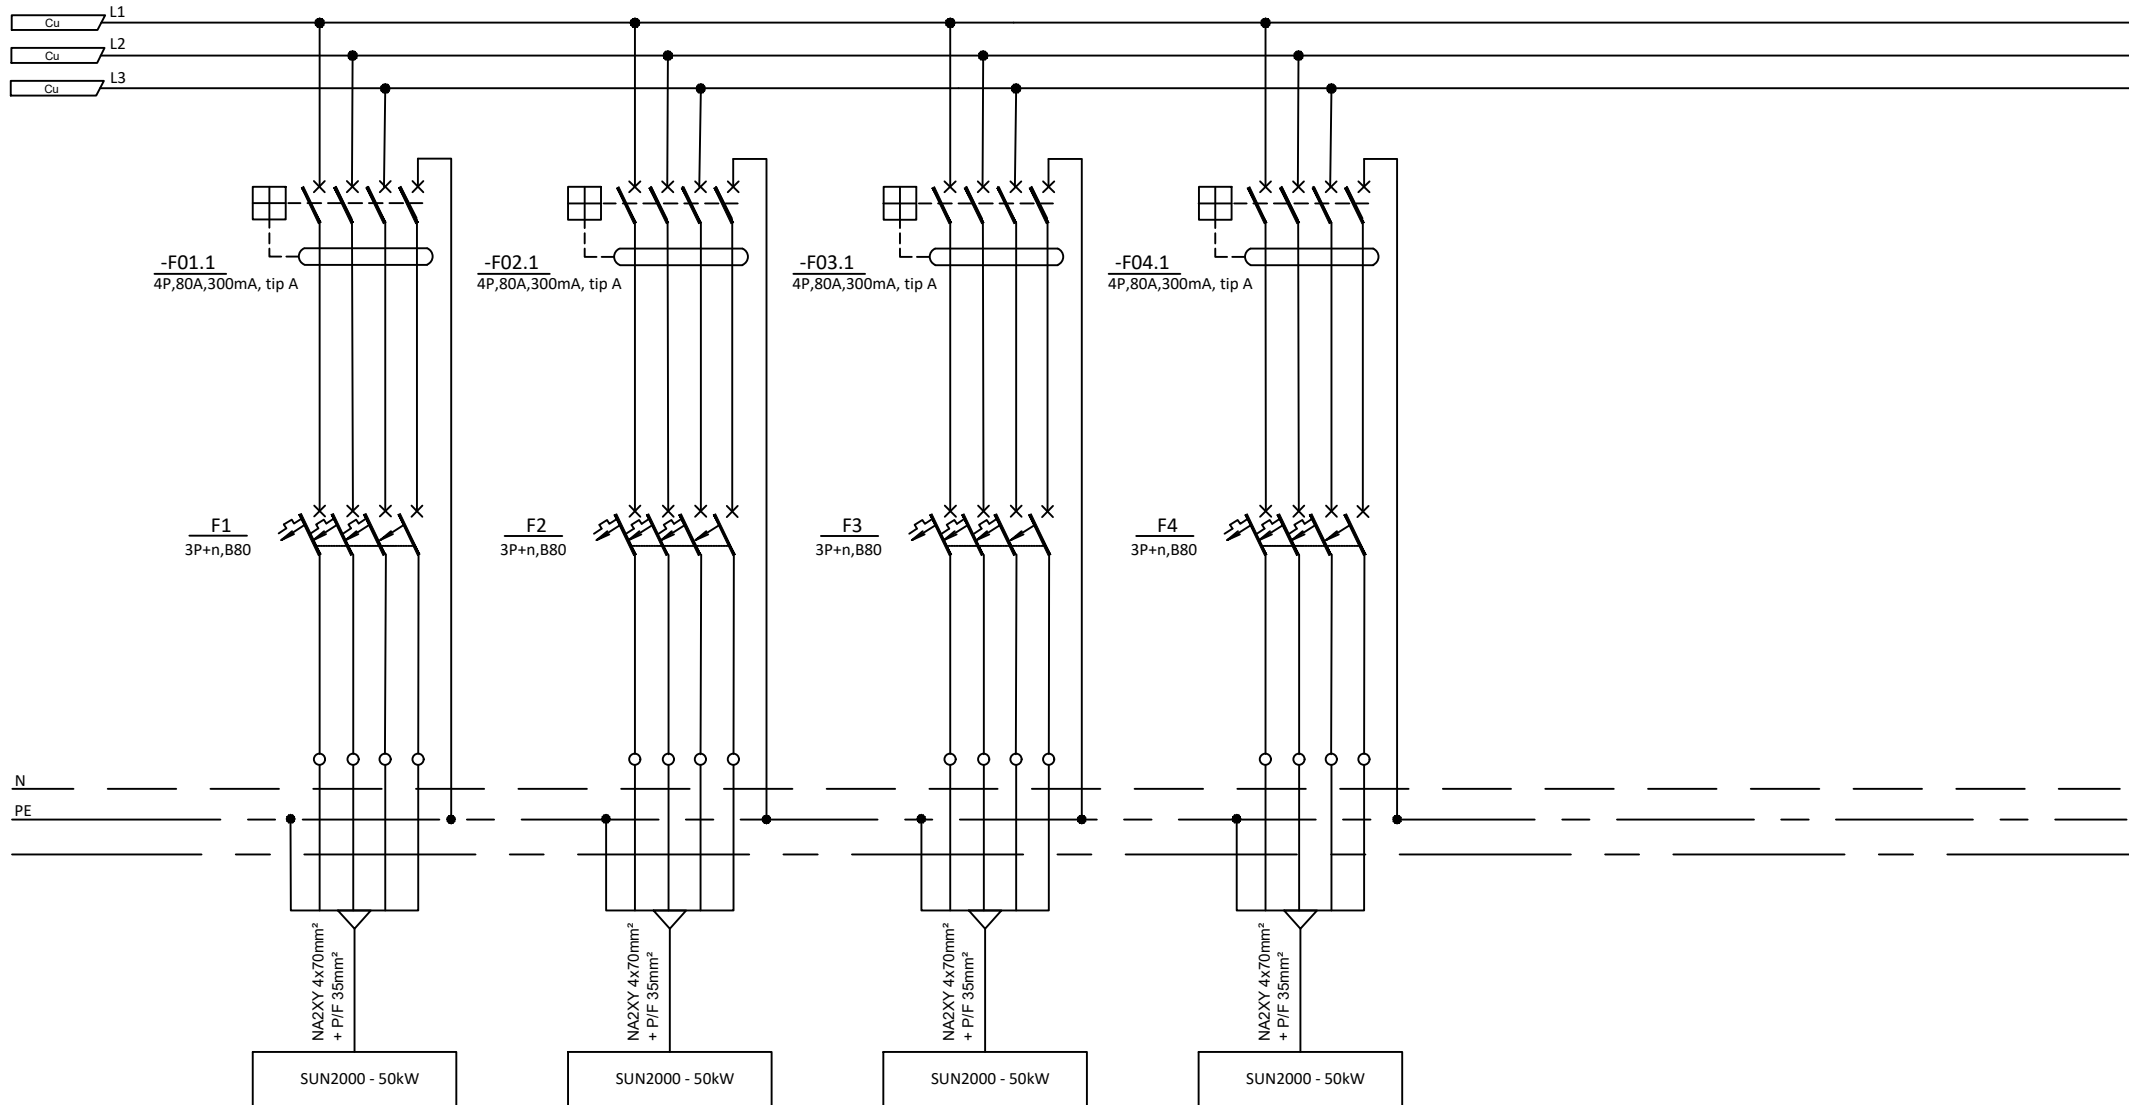 L1
Cu
L2
Cu
L3
Cu
-F01.1
4P,80A,300mA, tip A
-F02.1
4P,80A,300mA, tip A
-F03.1
4P,80A,300mA, tip A
-F04.1
4P,80A,300mA, tip A
F1
3P+n,B80
F2
3P+n,B80
F3
3P+n,B80
F4
3P+n,B80
N
PE
NA2XY 4x70mm²
+ P/F 35mm²
NA2XY 4x70mm²
+ P/F 35mm²
NA2XY 4x70mm²
+ P/F 35mm²
NA2XY 4x70mm²
+ P/F 35mm²
SUN2000 - 50kW
SUN2000 - 50kW
SUN2000 - 50kW
SUN2000 - 50kW